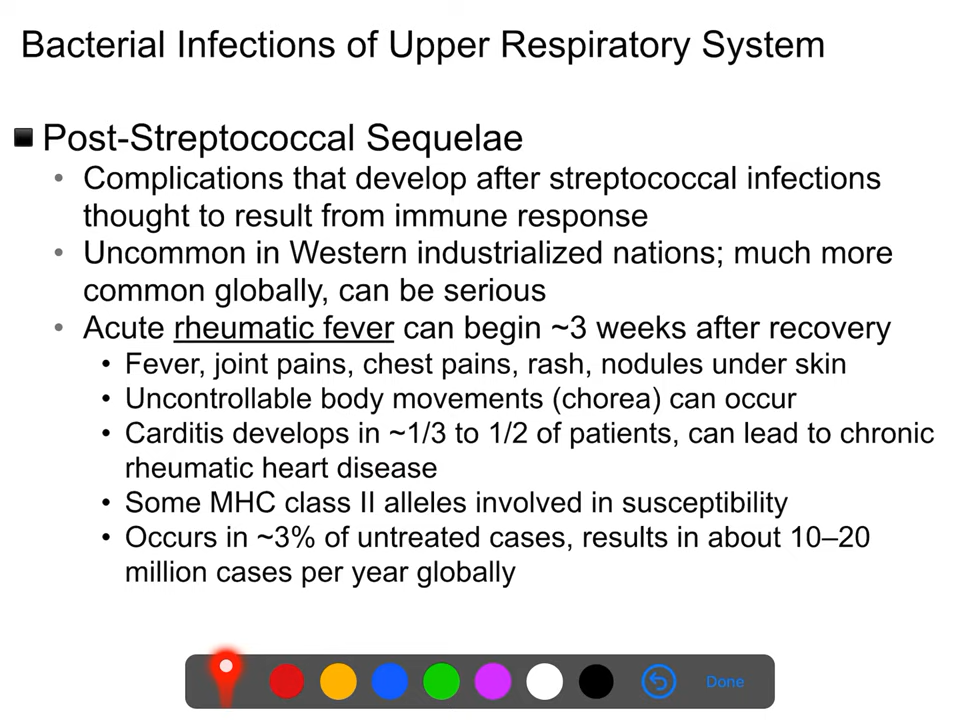 Bacterial Infections of Upper Respiratory System
Post-Streptococcal Sequelae
• Complications that develop after streptococcal infections
thought to result from immune response
• Uncommon in Western industrialized nations; much more
common globally, can be serious
• Acute rheumatic fever can begin ~3 weeks after recovery
• Fever, joint pains, chest pains, rash, nodules under skin
• Uncontrollable body movements (chorea) can occur
• Carditis develops in ~1/3 to 1/2 of patients, can lead to chronic
rheumatic heart disease
• Some MHC class II alleles involved in susceptibility
• Occurs in ~3% of untreated cases, results in about 10–20
million cases per year globally
Done